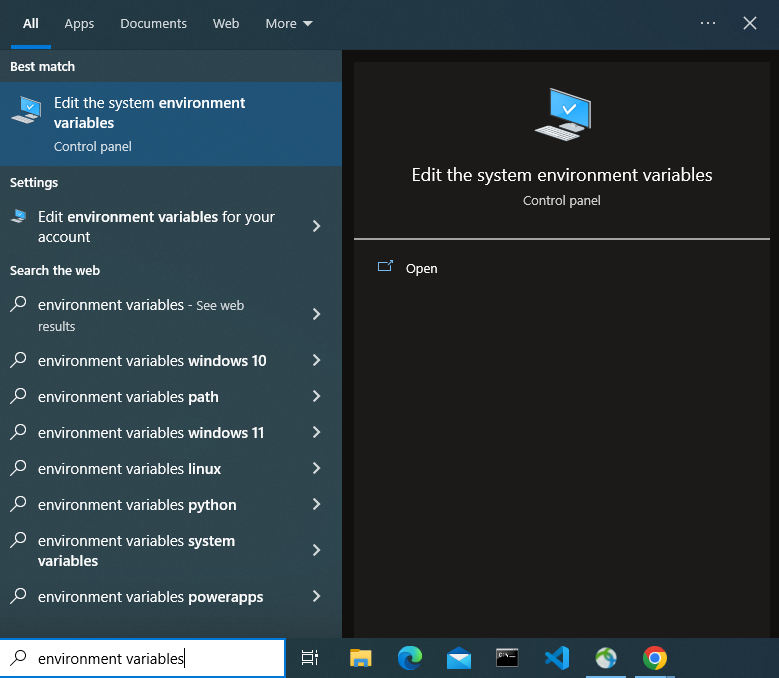 All Apps Documents Web More
Best match
Edit the system environment
variables
Control panel
Settings
Edit environment variables for your
account
Search the web
environment variables - See web
results
environment variables windows 10
environment variables path
environment variables windows 11
environment variables linux
environment variables python
environment variables system
variables
environment variables powerapps
environment variables
Edit the system environment variables
Control panel
Open